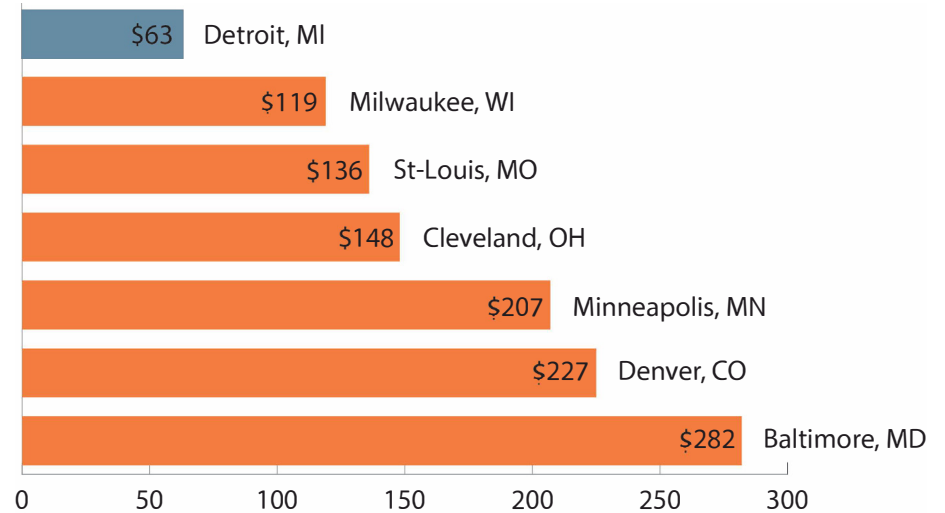 $63 Detroit, MI
$119 Milwaukee, WI
$136 St-Louis, MO
$148 Cleveland, OH
$207 Minneapolis, MN
$227 Denver, CO
$282 Baltimore, MD
0 50 100 150 200 250 300